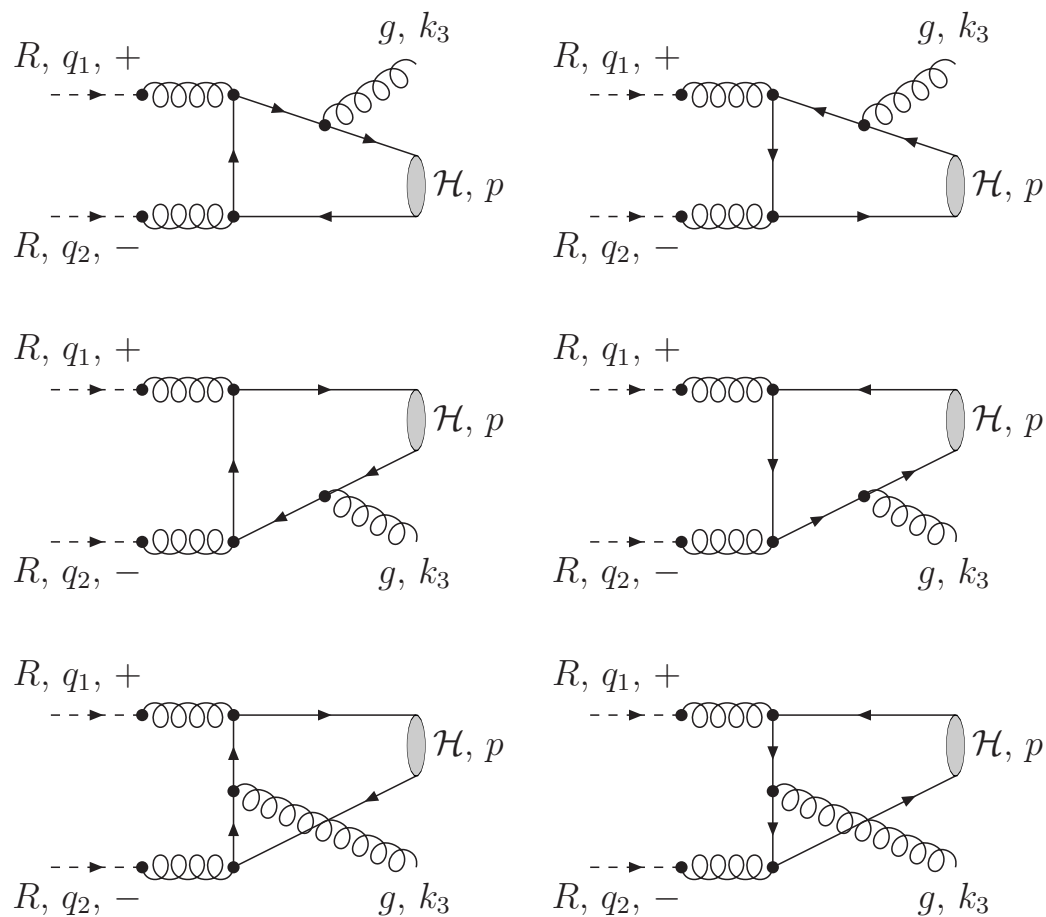 g, k₃ g, k₃
R, q₁, + R, q₁, +
ℋ, p ℋ, p
R, q₂, − R, q₂, −
R, q₁, + R, q₁, +
ℋ, p ℋ, p
R, q₂, − g, k₃ R, q₂, − g, k₃
R, q₁, + R, q₁, +
ℋ, p ℋ, p
R, q₂, − g, k₃ R, q₂, − g, k₃